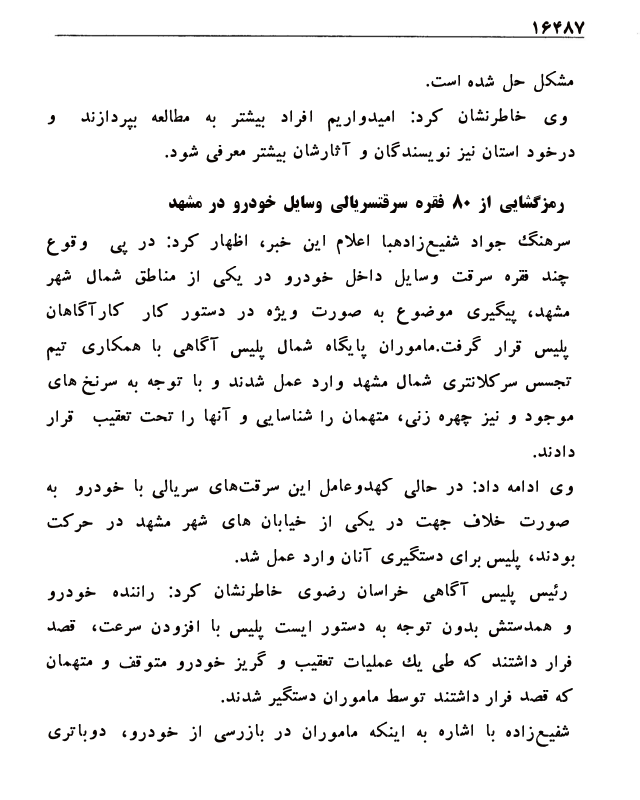 ۱۶۴۸۷
مشکل حل شده است.
وی خاطرنشان کرد: امیدواریم افراد بیشتر به مطالعه بپردازند و
درخود استان نیز نویسندگان و آثارشان بیشتر معرفی شود.
رمزگشایی از ۸۰ فقره سرقتسریالی وسایل خودرو در مشهد
سرهنگ جواد شفیع‌زادهبا اعلام این خبر، اظهار کرد: در پی وقوع
چند فقره سرقت وسایل داخل خودرو در یکی از مناطق شمال شهر
مشهد، پیگیری موضوع به صورت ویژه در دستور کار کارآگاهان
پلیس قرار گرفت.ماموران پایگاه شمال پلیس آگاهی با همکاری تیم
تجسس سرکلانتری شمال مشهد وارد عمل شدند و با توجه به سرنخ های
موجود و نیز چهره زنی، متهمان را شناسایی و آنها را تحت تعقیب قرار
دادند.
وی ادامه داد: در حالی کهدوعامل این سرقت‌های سریالی با خودرو به
صورت خلاف جهت در یکی از خیابان های شهر مشهد در حرکت
بودند، پلیس برای دستگیری آنان وارد عمل شد.
رئیس پلیس آگاهی خراسان رضوی خاطرنشان کرد: راننده خودرو
و همدستش بدون توجه به دستور ایست پلیس با افزودن سرعت، قصد
فرار داشتند که طی یك عملیات تعقیب و گریز خودرو متوقف و متهمان
که قصد فرار داشتند توسط ماموران دستگیر شدند.
شفیع‌زاده با اشاره به اینکه ماموران در بازرسی از خودرو، دوباتری